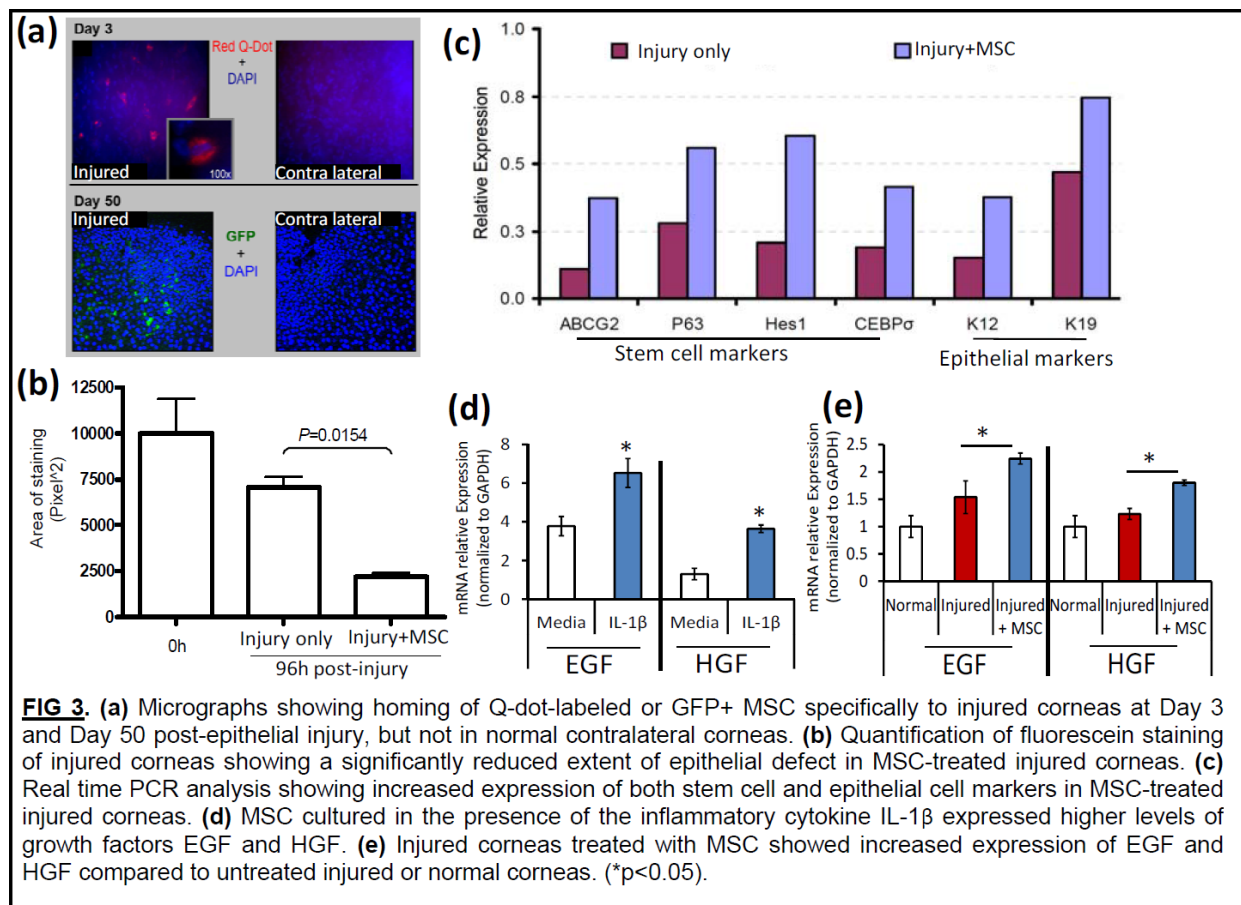 (a)
Day 3
Red Q-Dot
+
DAPI
Injured
100x
Contra lateral
Day 50
Injured
GFP
+
DAPI
Contra lateral
(c)
Injury only
Injury+MSC
Relative Expression
1.0
0.8
0.5
0.3
0.0
ABCG2 P63 Hes1 CEBPσ K12 K19
Stem cell markers
Epithelial markers
(b)
Area of staining
(Pixel^2)
12500
10000
7500
5000
2500
0
P=0.0154
0h
Injury only
Injury+MSC
96h post-injury
(d)
mRNA relative Expression
(normalized to GAPDH)
8
6
4
2
0
*
*
Media IL-1β Media IL-1β
EGF HGF
(e)
mRNA relative Expression
(normalized to GAPDH)
2.5
2
1.5
1
0.5
0
*
*
Normal Injured Injured + MSC Normal Injured Injured + MSC
EGF HGF
FIG 3. (a) Micrographs showing homing of Q-dot-labeled or GFP+ MSC specifically to injured corneas at Day 3
and Day 50 post-epithelial injury, but not in normal contralateral corneas. (b) Quantification of fluorescein staining
of injured corneas showing a significantly reduced extent of epithelial defect in MSC-treated injured corneas. (c)
Real time PCR analysis showing increased expression of both stem cell and epithelial cell markers in MSC-treated
injured corneas. (d) MSC cultured in the presence of the inflammatory cytokine IL-1β expressed higher levels of
growth factors EGF and HGF. (e) Injured corneas treated with MSC showed increased expression of EGF and
HGF compared to untreated injured or normal corneas. (*p<0.05).